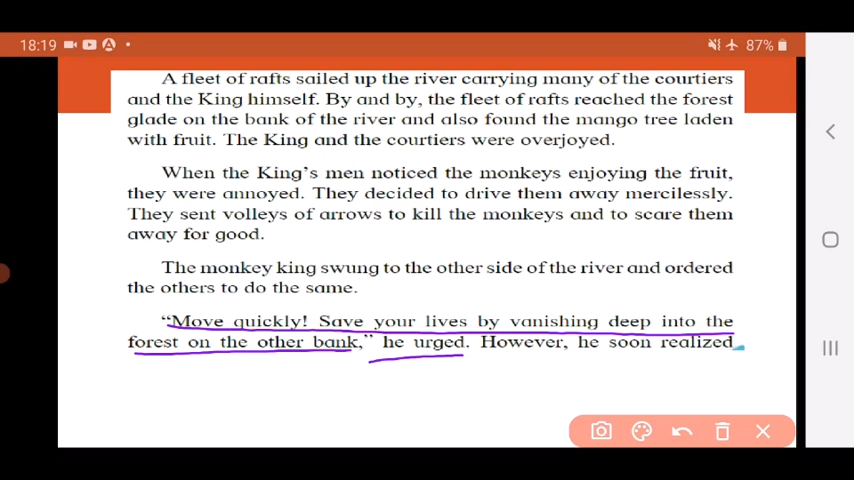 18:19
87%
A fleet of rafts sailed up the river carrying many of the courtiers
and the King himself. By and by, the fleet of rafts reached the forest
glade on the bank of the river and also found the mango tree laden
with fruit. The King and the courtiers were overjoyed.
When the King’s men noticed the monkeys enjoying the fruit,
they were annoyed. They decided to drive them away mercilessly.
They sent volleys of arrows to kill the monkeys and to scare them
away for good.
The monkey king swung to the other side of the river and ordered
the others to do the same.
“Move quickly! Save your lives by vanishing deep into the
forest on the other bank,” he urged. However, he soon realized